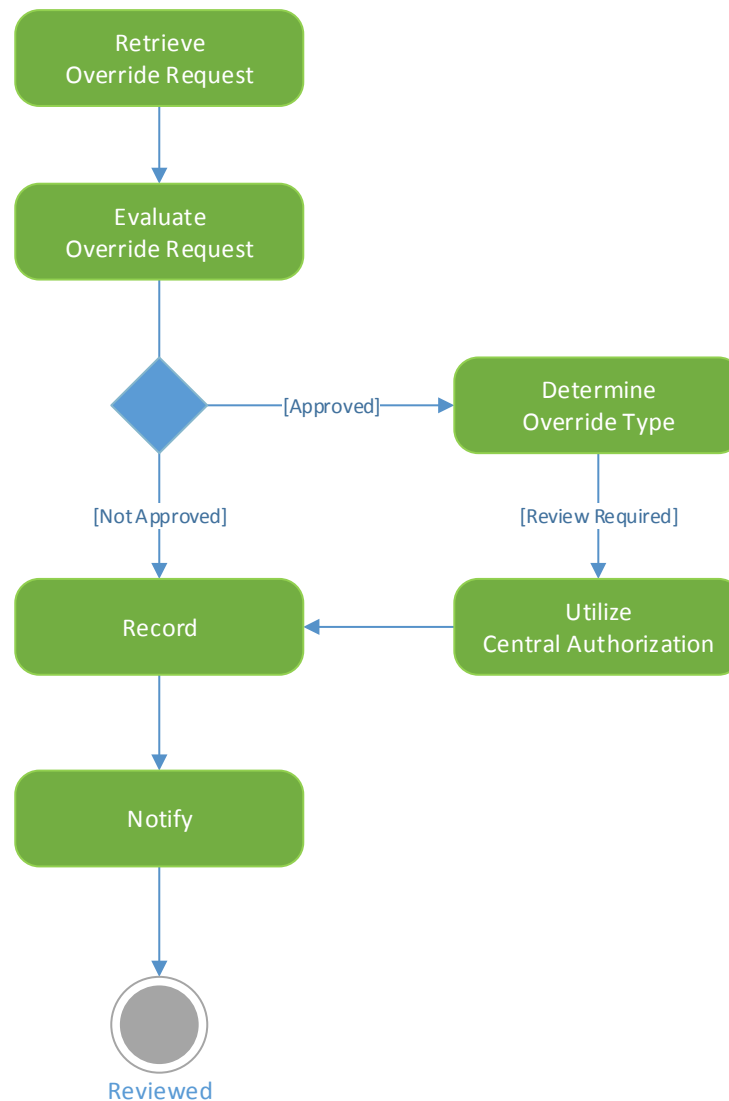 Retrieve
Override Request
Evaluate
Override Request
[Approved]
Determine
Override Type
[Not Approved]
[Review Required]
Record
Utilize
Central Authorization
Notify
Reviewed